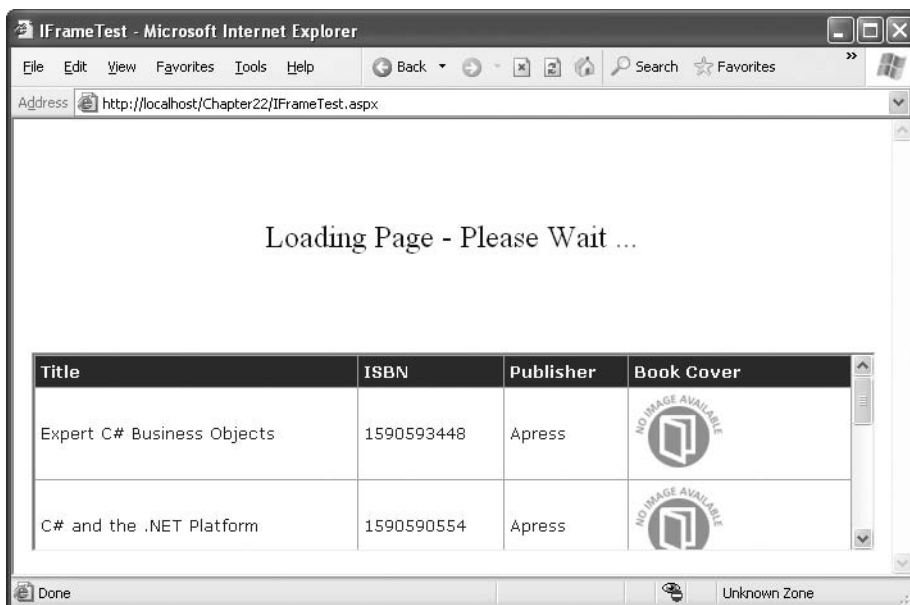 IFrameTest - Microsoft Internet Explorer
File Edit View Favorites Tools Help Back Search Favorites »
Address http://localhost/Chapter22/IFrameTest.aspx
Loading Page - Please Wait ...
Title ISBN Publisher Book Cover
NO IMAGE AVAILABLE
Expert C# Business Objects 1590593448 Apress
NO IMAGE AVAILABLE
C# and the .NET Platform 1590590554 Apress
Done Unknown Zone